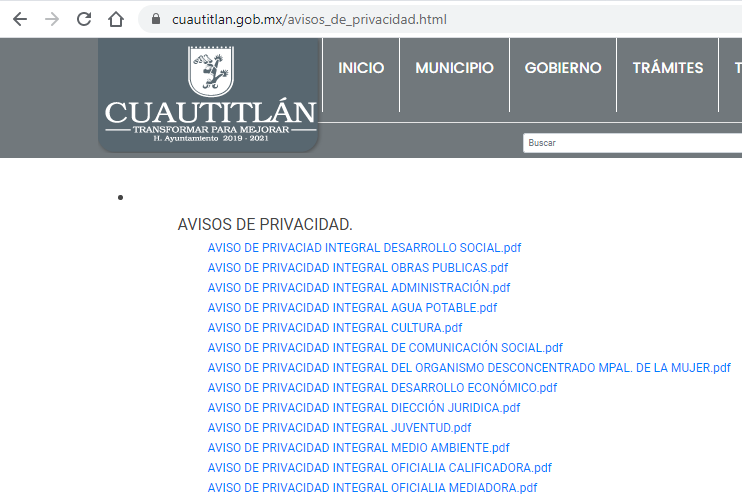 cuautitlan.gob.mx/avisos_de_privacidad.html
CUAUTITLÁN
TRANSFORMAR PARA MEJORAR
H. Ayuntamiento 2019 - 2021
INICIO
MUNICIPIO
GOBIERNO
TRÁMITES
T
Buscar
AVISOS DE PRIVACIDAD.
AVISO DE PRIVACIAD INTEGRAL DESARROLLO SOCIAL.pdf
AVISO DE PRIVACIDAD INTEGRAL OBRAS PUBLICAS.pdf
AVISO DE PRIVACIDAD INTEGRAL ADMINISTRACIÓN.pdf
AVISO DE PRIVACIDAD INTEGRAL AGUA POTABLE.pdf
AVISO DE PRIVACIDAD INTEGRAL CULTURA.pdf
AVISO DE PRIVACIDAD INTEGRAL DE COMUNICACIÓN SOCIAL.pdf
AVISO DE PRIVACIDAD INTEGRAL DEL ORGANISMO DESCONCENTRADO MPAL. DE LA MUJER.pdf
AVISO DE PRIVACIDAD INTEGRAL DESARROLLO ECONÓMICO.pdf
AVISO DE PRIVACIDAD INTEGRAL DIECCIÓN JURIDICA.pdf
AVISO DE PRIVACIDAD INTEGRAL JUVENTUD.pdf
AVISO DE PRIVACIDAD INTEGRAL MEDIO AMBIENTE.pdf
AVISO DE PRIVACIDAD INTEGRAL OFICIALIA CALIFICADORA.pdf
AVISO DE PRIVACIDAD INTEGRAL OFICIALIA MEDIADORA.pdf